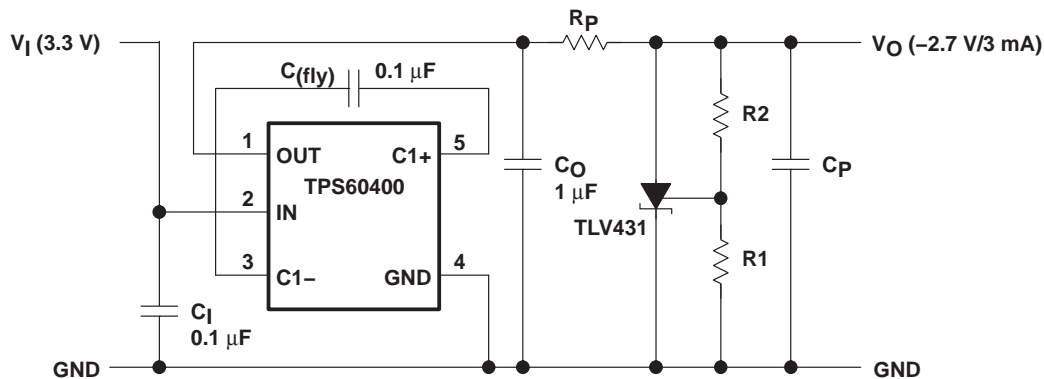 VI (3.3 V)
C(fly)
0.1 μF
RP
VO (−2.7 V/3 mA)
1
OUT
C1+
5
TPS60400
2
IN
3
C1−
GND
4
CO
1 μF
R2
CP
TLV431
R1
CI
0.1 μF
GND
GND